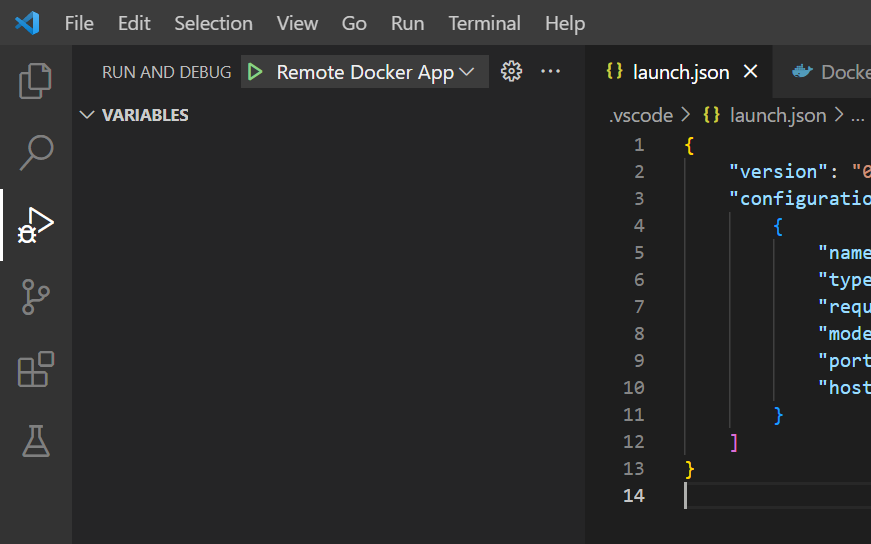 File Edit Selection View Go Run Terminal Help
RUN AND DEBUG Remote Docker App
VARIABLES
{} launch.json Docke
.vscode > {} launch.json > ...
1 {
2 "version": "0
3 "configuratio
4 {
5 "name
6 "type
7 "requ
8 "mode
9 "port
10 "host
11 }
12 ]
13 }
14